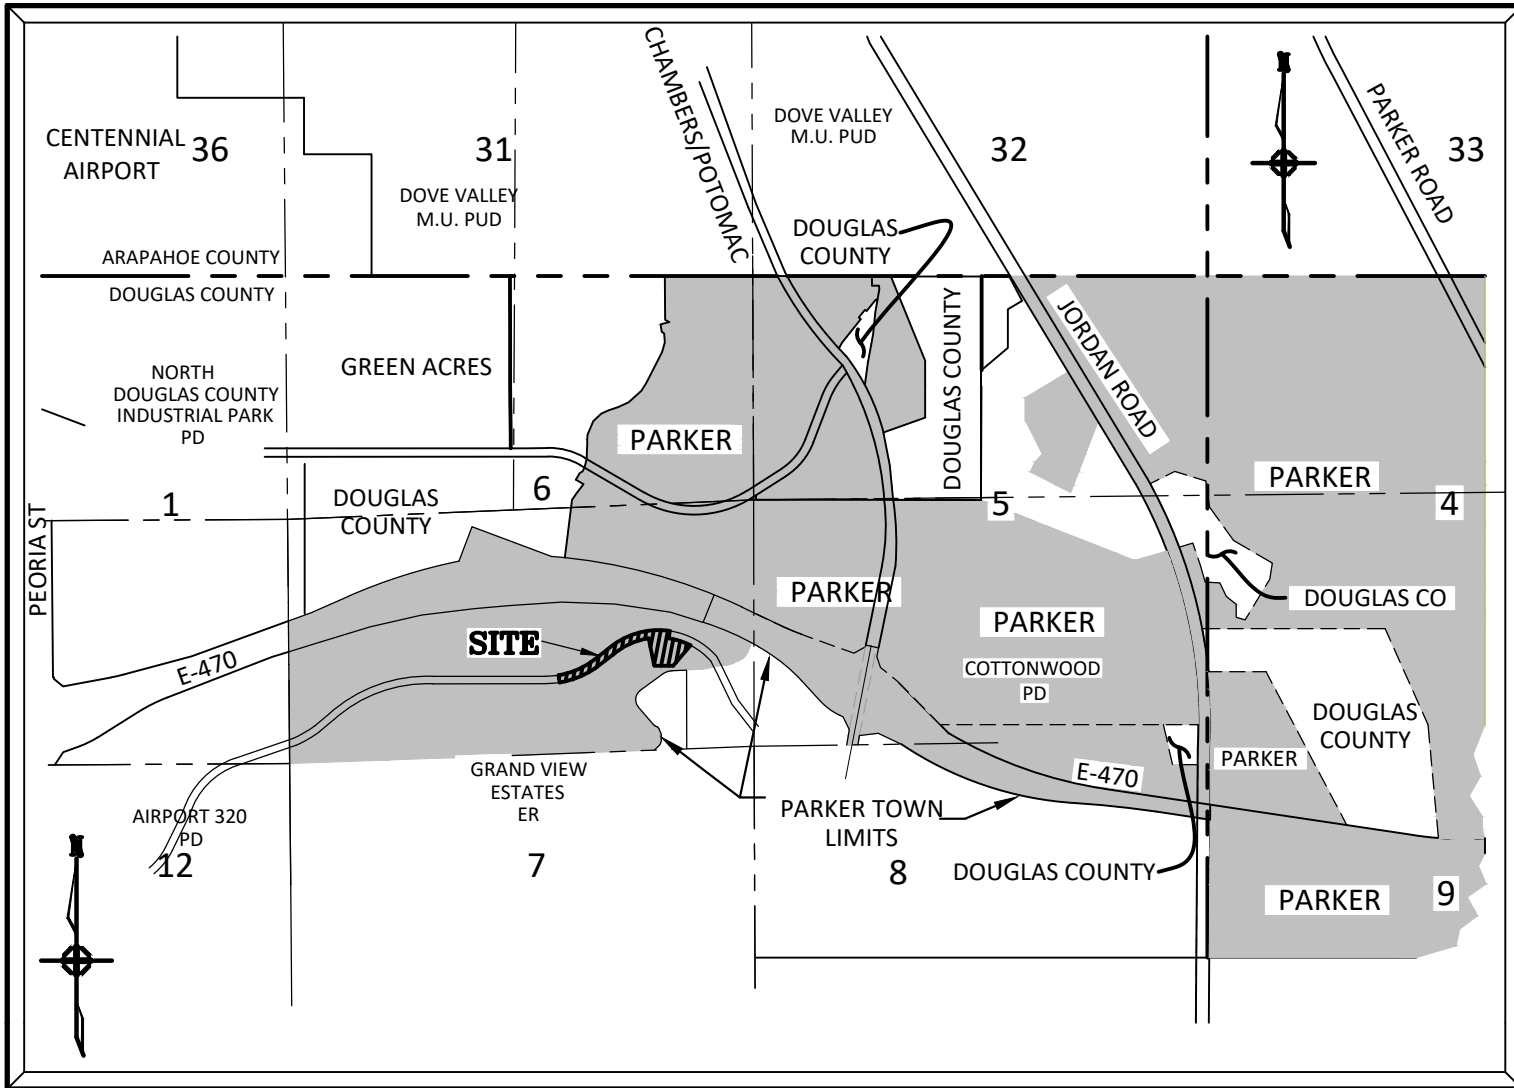 CENTENNIAL
AIRPORT
36
31
DOVE VALLEY
M.U. PUD
CHAMBERS/POTOMAC
DOVE VALLEY
M.U. PUD
32
N
PARKER ROAD
33
DOUGLAS
COUNTY
ARAPAHOE COUNTY
DOUGLAS COUNTY
NORTH
DOUGLAS COUNTY
INDUSTRIAL PARK
PD
GREEN ACRES
PARKER
DOUGLAS COUNTY
JORDAN ROAD
PARKER
1
DOUGLAS
COUNTY
6
5
4
PEORIA ST
PARKER
DOUGLAS CO
PARKER
SITE
E-470
COTTONWOOD
PD
DOUGLAS
COUNTY
PARKER
E-470
GRAND VIEW
ESTATES
ER
PARKER TOWN
LIMITS
AIRPORT 320
PD
12
7
8
DOUGLAS COUNTY
PARKER
9
N